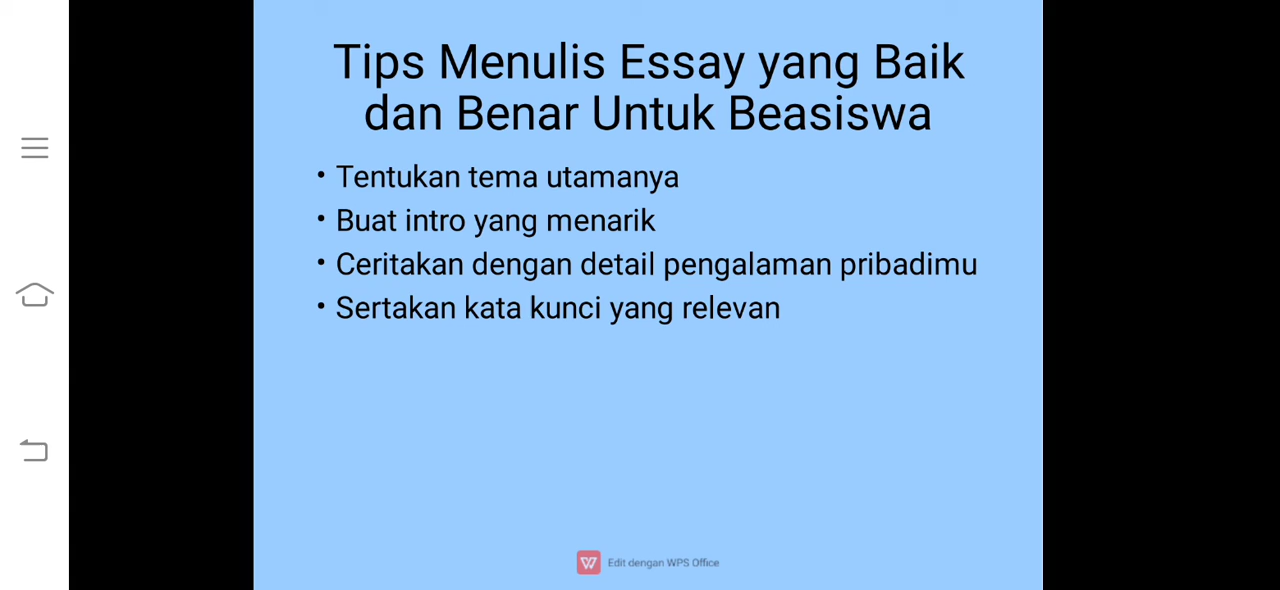 Tips Menulis Essay yang Baik
dan Benar Untuk Beasiswa
• Tentukan tema utamanya
• Buat intro yang menarik
• Ceritakan dengan detail pengalaman pribadimu
• Sertakan kata kunci yang relevan
Edit dengan WPS Office